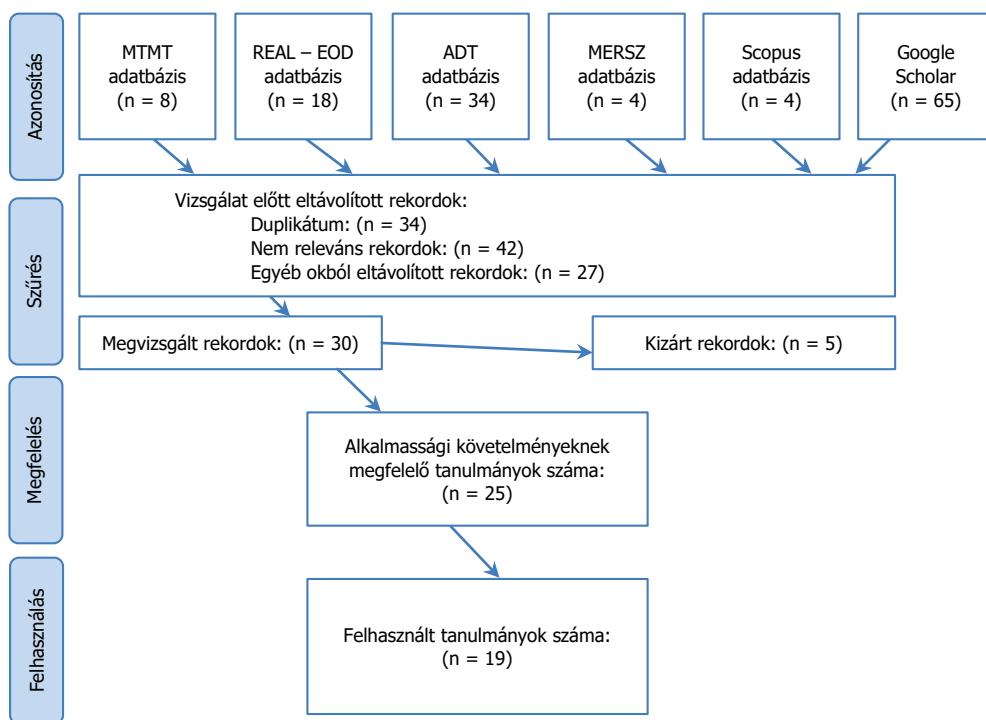 Azonosítás
MTMT
adatbázis
(n = 8)
REAL – EOD
adatbázis
(n = 18)
ADT
adatbázis
(n = 34)
MERSZ
adatbázis
(n = 4)
Scopus
adatbázis
(n = 4)
Google
Scholar
(n = 65)
Szűrés
Vizsgálat előtt eltávolított rekordok:
Duplikátum: (n = 34)
Nem releváns rekordok: (n = 42)
Egyéb okból eltávolított rekordok: (n = 27)
Megvizsgált rekordok: (n = 30)
Kizárt rekordok: (n = 5)
Megfelelés
Alkalmassági követelményeknek
megfelelő tanulmányok száma:
(n = 25)
Felhasználás
Felhasznált tanulmányok száma:
(n = 19)